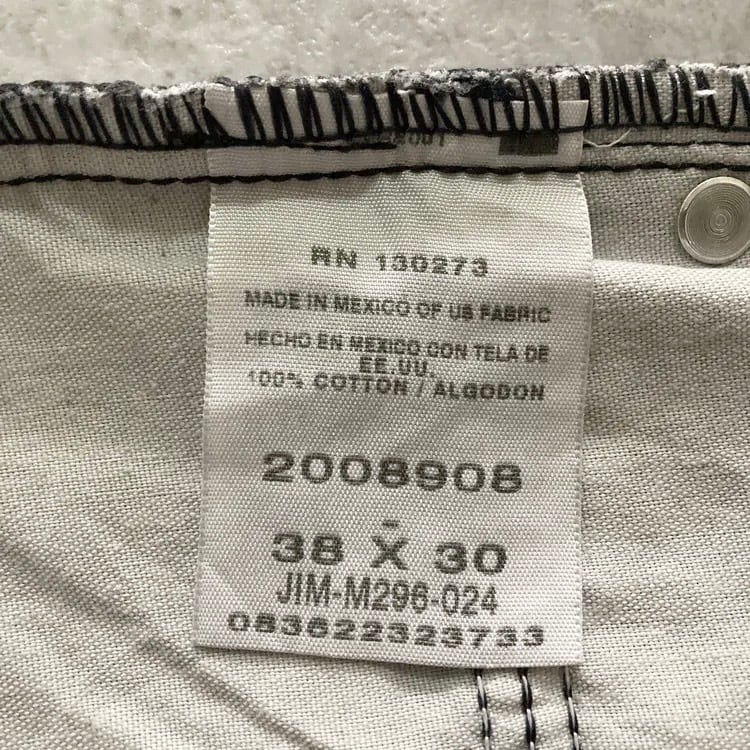 RN 130273
MADE IN MEXICO OF US FABRIC
HECHO EN MEXICO CON TELA DE
EE.UU.
100% COTTON / ALGODON
2008908
-
38 X 30
JIM-M296-024
083622323733